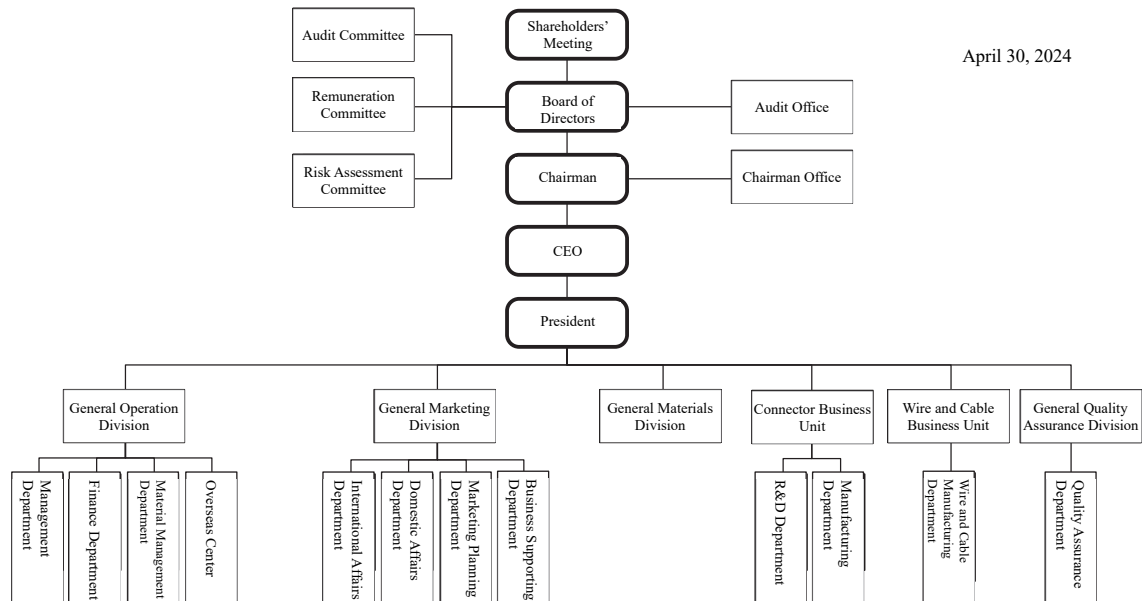 Shareholders’
Meeting
Audit Committee
April 30, 2024
Remuneration
Committee
Board of
Directors
Audit Office
Risk Assessment
Committee
Chairman
Chairman Office
CEO
President
General Operation
Division
General Marketing
Division
General Materials
Division
Connector Business
Unit
Wire and Cable
Business Unit
General Quality
Assurance Division
Management
Department
Finance Department
Material Management
Department
Overseas Center
International Affairs
Department
Domestic Affairs
Department
Marketing Planning
Department
Business Supporting
Department
R&D Department
Manufacturing
Department
Wire and Cable
Manufacturing
Department
Quality Assurance
Department